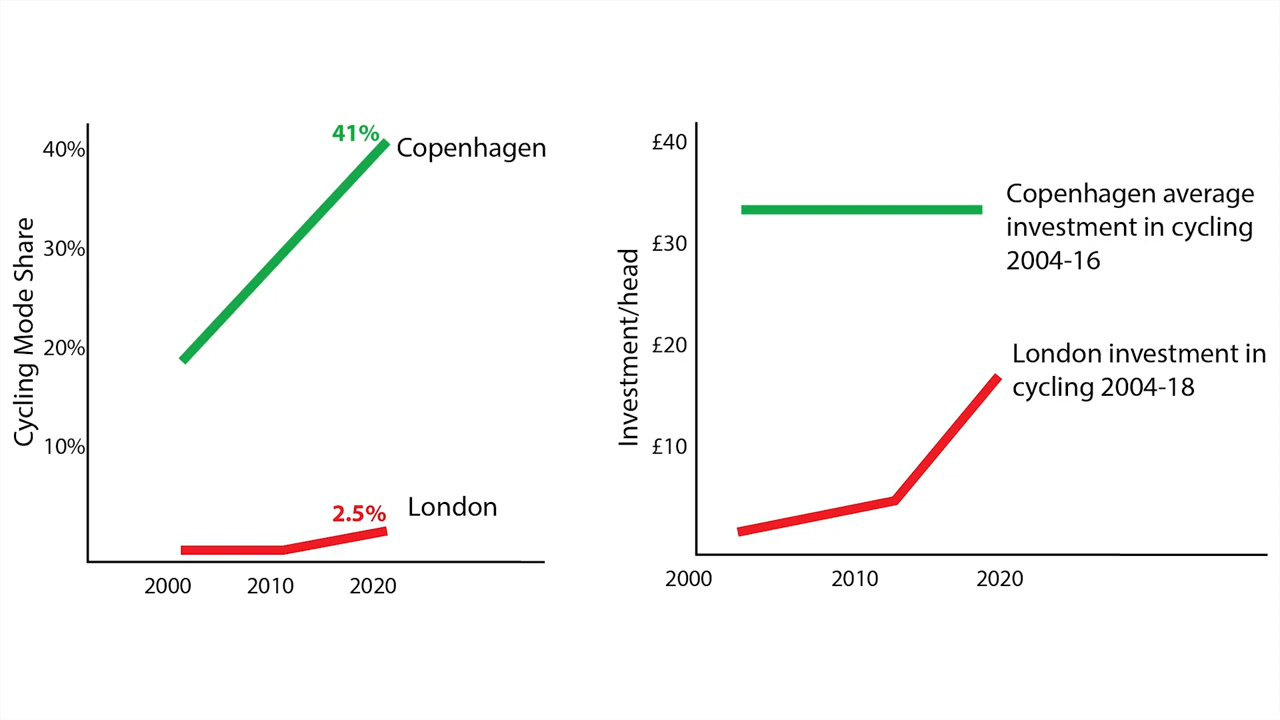 Cycling Mode Share
40%
30%
20%
10%
41%
Copenhagen
2.5%
London
2000 2010 2020
Investment/head
£40
£30
£20
£10
Copenhagen average
investment in cycling
2004-16
London investment in
cycling 2004-18
2000 2010 2020